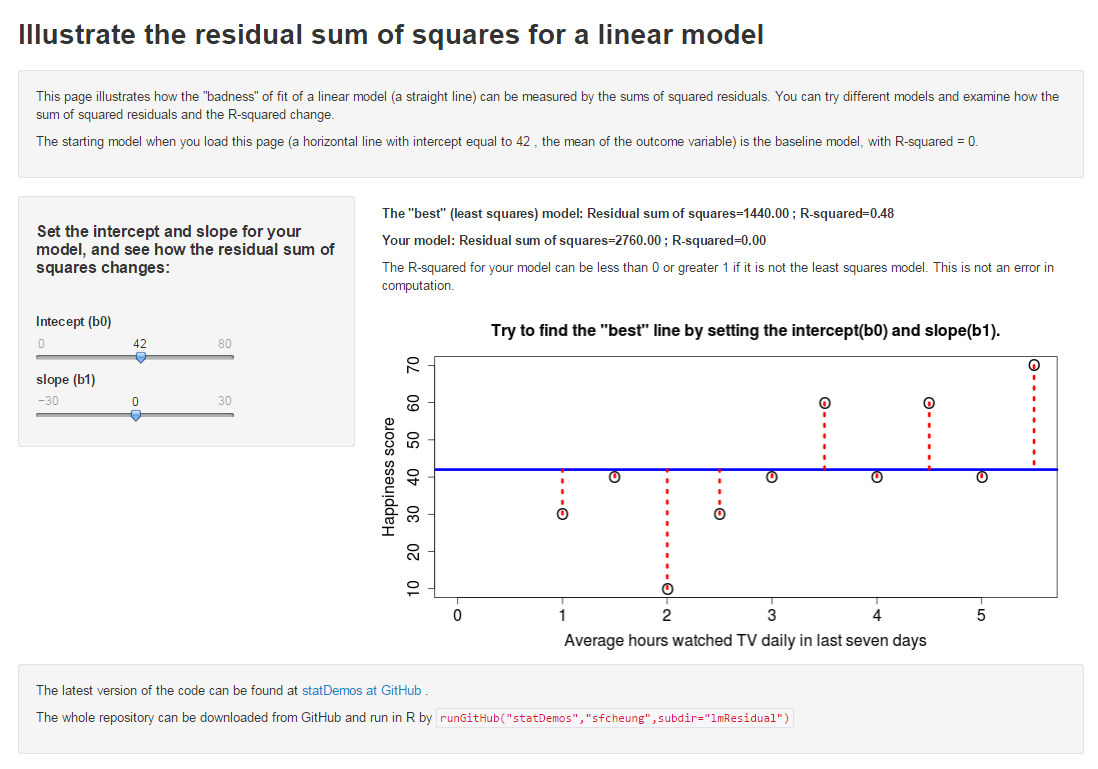 Illustrate the residual sum of squares for a linear model
This page illustrates how the "badness" of fit of a linear model (a straight line) can be measured by the sums of squared residuals. You can try different models and examine how the
sum of squared residuals and the R-squared change.
The starting model when you load this page (a horizontal line with intercept equal to 42 , the mean of the outcome variable) is the baseline model, with R-squared = 0.
Set the intercept and slope for your
model, and see how the residual sum of
squares changes:
Intecept (b0)
0 42 80
slope (b1)
−30 0 30
The "best" (least squares) model: Residual sum of squares=1440.00 ; R-squared=0.48
Your model: Residual sum of squares=2760.00 ; R-squared=0.00
The R-squared for your model can be less than 0 or greater 1 if it is not the least squares model. This is not an error in
computation.
Try to find the "best" line by setting the intercept(b0) and slope(b1).
Happiness score
70
60
50
40
30
20
10
0 1 2 3 4 5
Average hours watched TV daily in last seven days
The latest version of the code can be found at statDemos at GitHub .
The whole repository can be downloaded from GitHub and run in R by runGitHub("statDemos","sfcheung",subdir="lmResidual")